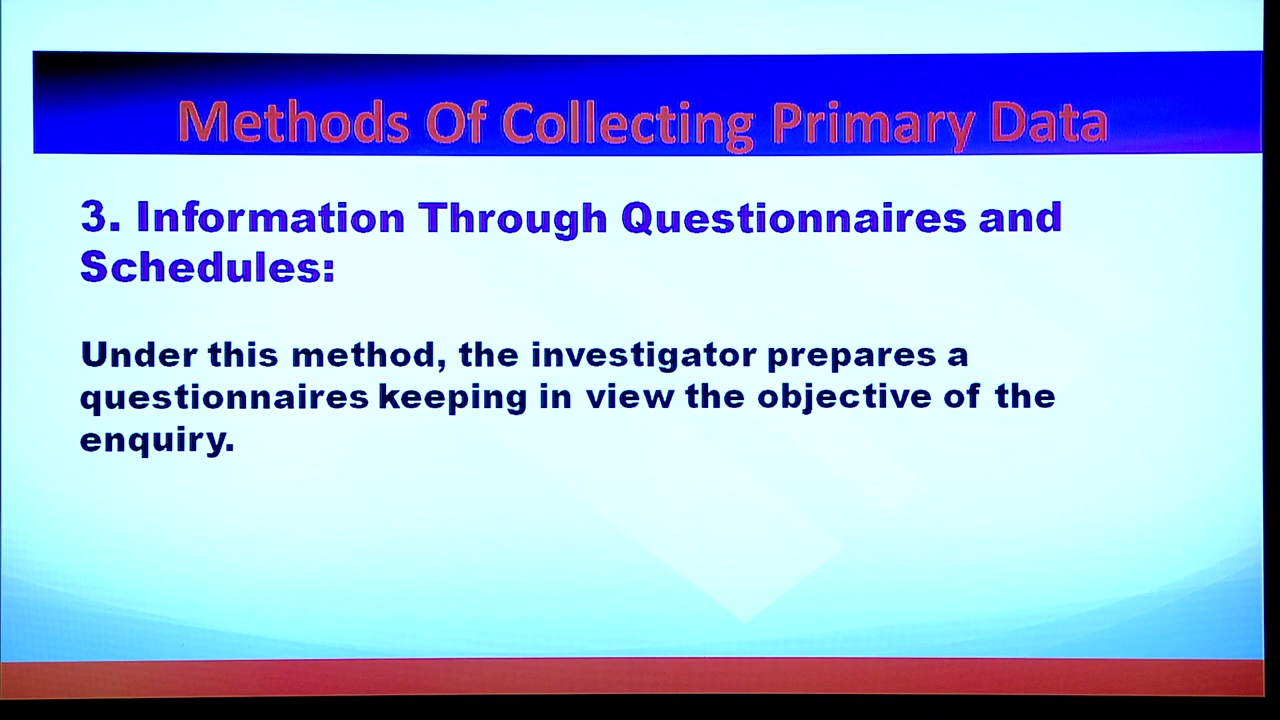 Methods Of Collecting Primary Data
3. Information Through Questionnaires and
Schedules:
Under this method, the investigator prepares a
questionnaires keeping in view the objective of the
enquiry.